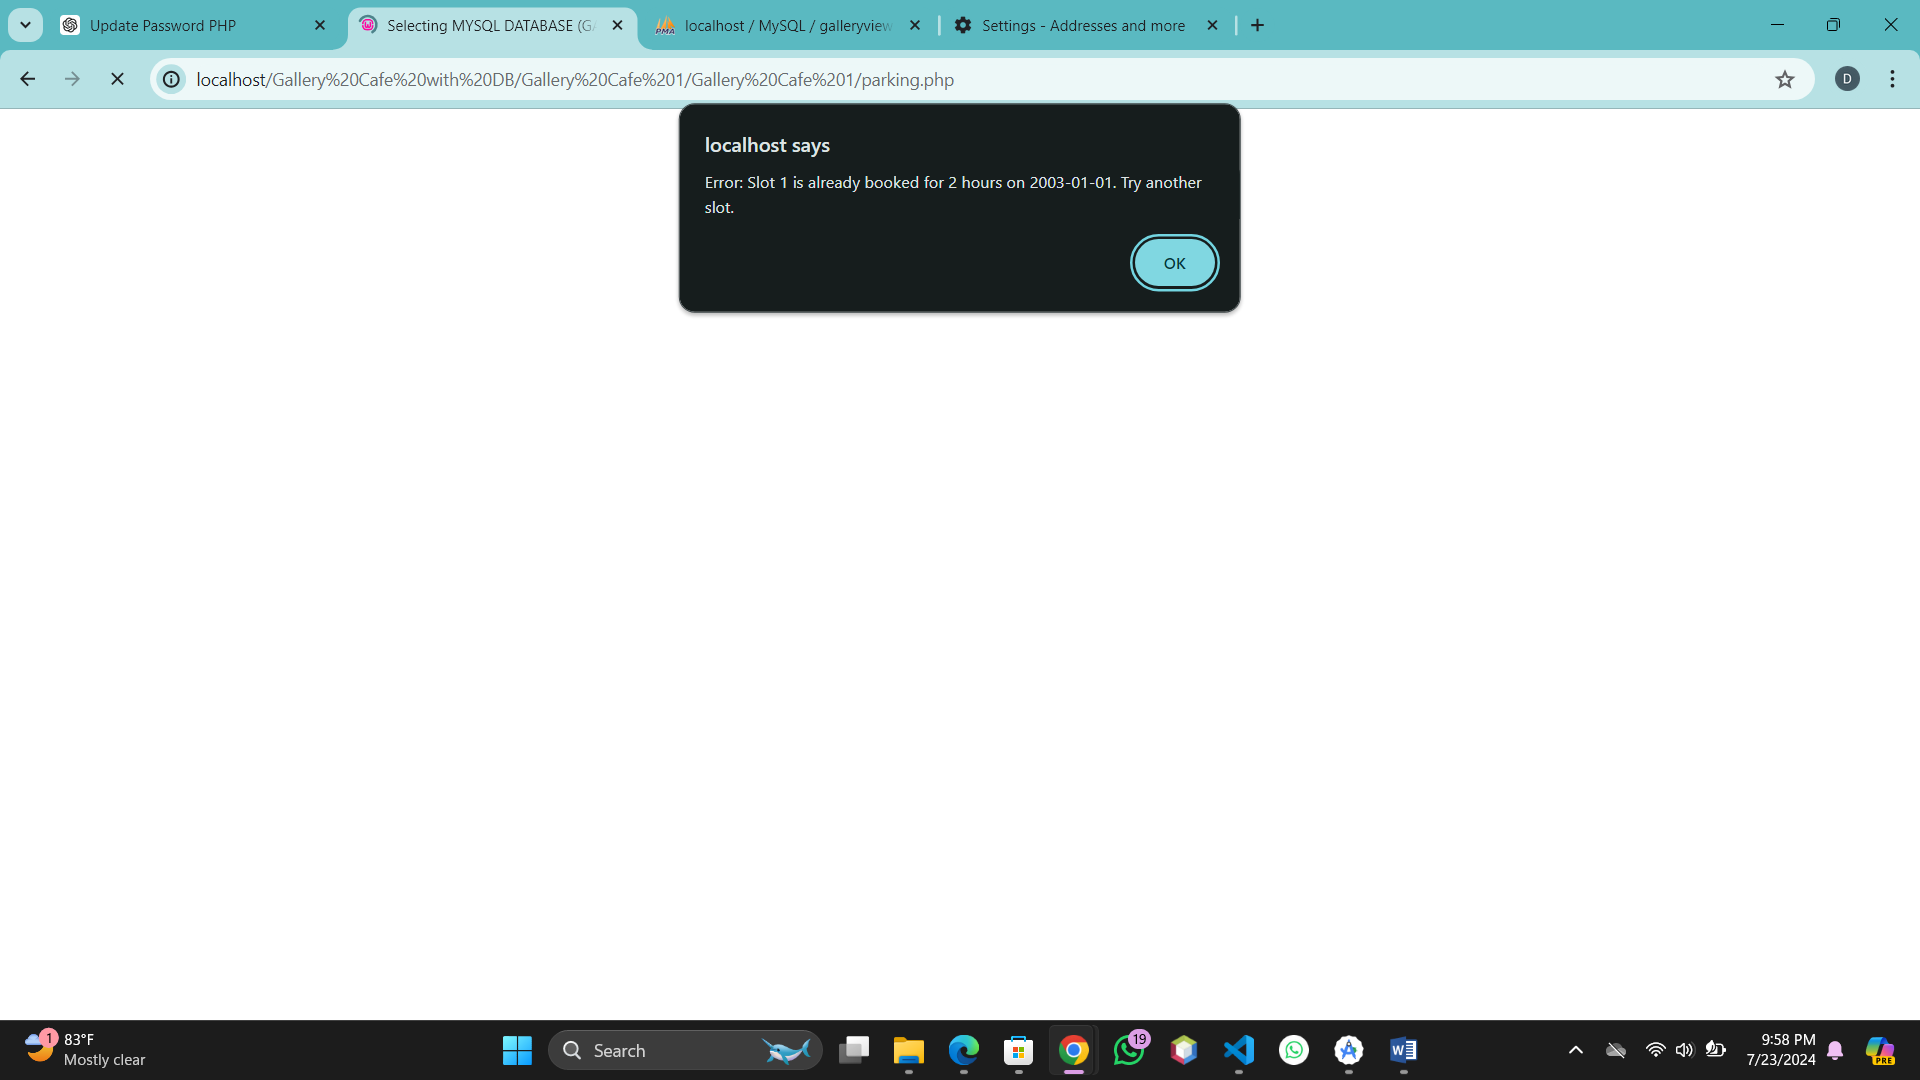 Update Password PHP
Selecting MYSQL DATABASE (GA
localhost / MySQL / galleryview
Settings - Addresses and more
localhost/Gallery%20Cafe%20with%20DB/Gallery%20Cafe%201/Gallery%20Cafe%201/parking.php
D
localhost says
Error: Slot 1 is already booked for 2 hours on 2003-01-01. Try another
slot.
OK
1
83°F
Mostly clear
Search
19
9:58 PM
7/23/2024
PRE